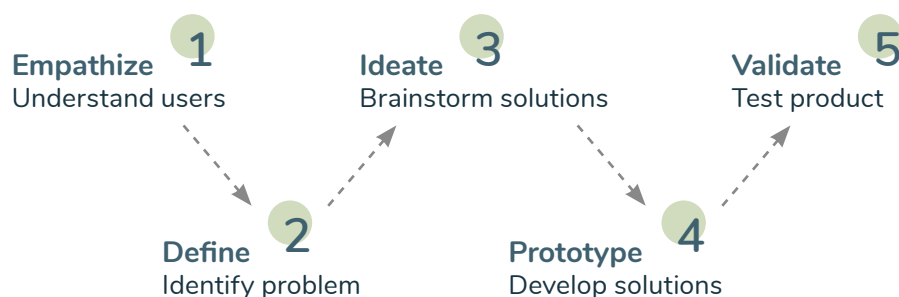 1
Empathize
Understand users
2
Define
Identify problem
3
Ideate
Brainstorm solutions
4
Prototype
Develop solutions
5
Validate
Test product